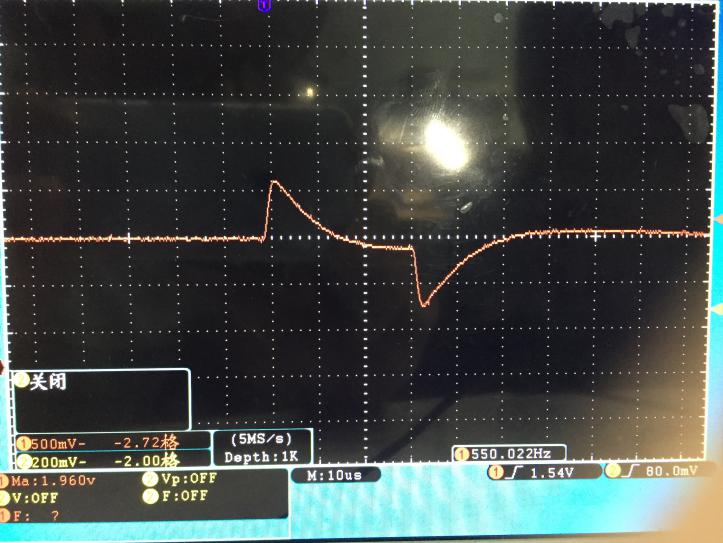 T
② 关闭
① 500mV- -2.72格
② 200mV- -2.00格
(5MS/s)
Depth:1K
① 550.022Hz
M:10us
① 1.54V
② 80.0mV
① Ma:1.960v
② Vp:OFF
② V:OFF
② F:OFF
① F: ?